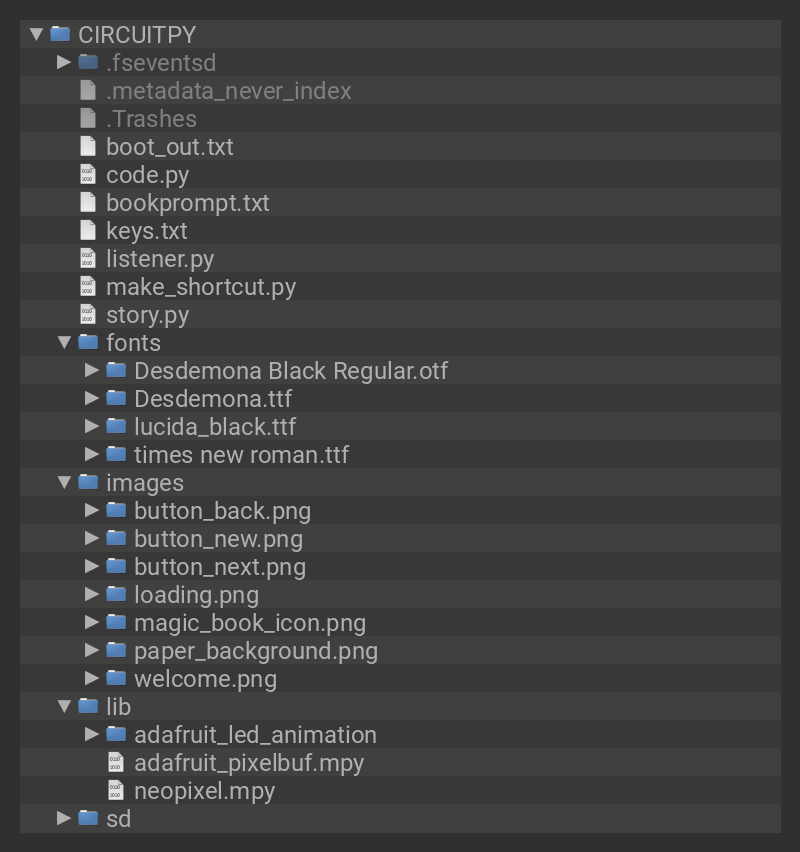 CIRCUITPY
.fseventsd
.metadata_never_index
.Trashes
boot_out.txt
code.py
bookprompt.txt
keys.txt
listener.py
make_shortcut.py
story.py
fonts
Desdemona Black Regular.otf
Desdemona.ttf
lucida_black.ttf
times new roman.ttf
images
button_back.png
button_new.png
button_next.png
loading.png
magic_book_icon.png
paper_background.png
welcome.png
lib
adafruit_led_animation
adafruit_pixelbuf.mpy
neopixel.mpy
sd